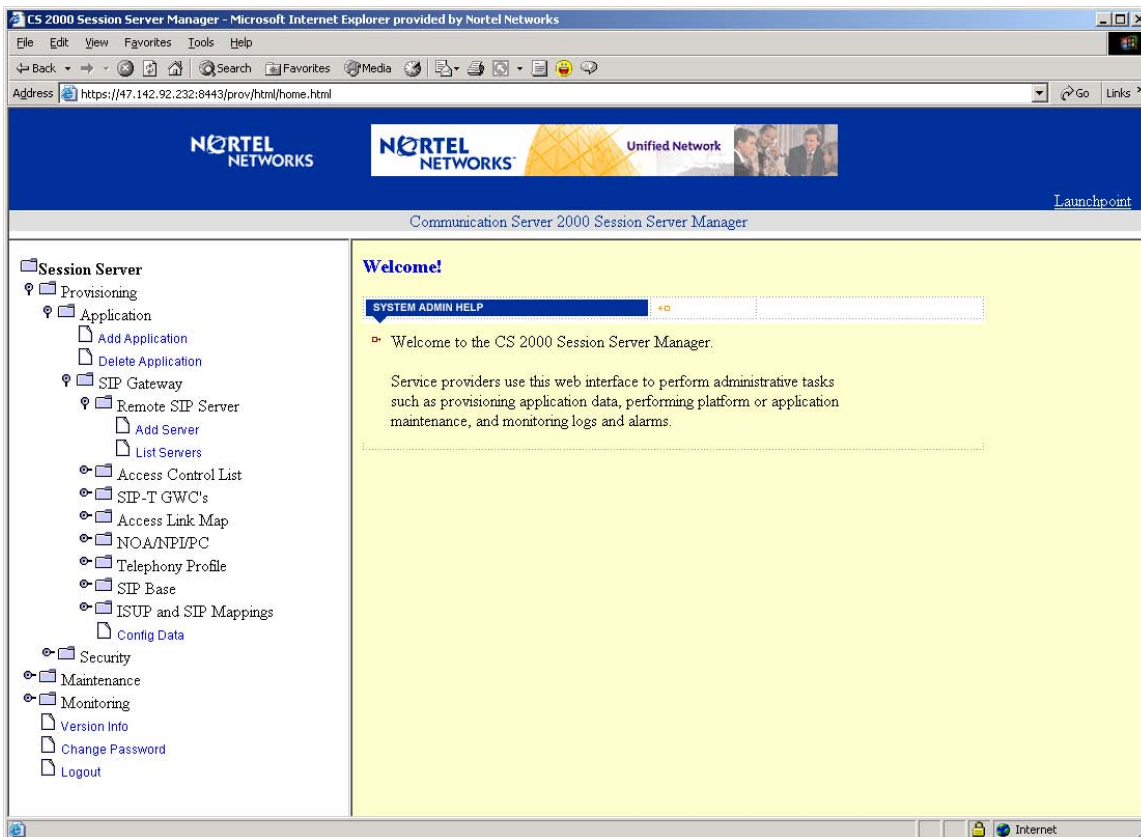 CS 2000 Session Server Manager - Microsoft Internet Explorer provided by Nortel Networks
File Edit View Favorites Tools Help
Back Search Favorites Media
Address https://47.142.92.232:8443/prov/html/home.html Go Links
NORTEL NETWORKS
NORTEL NETWORKS Unified Network
Launchpoint
Communication Server 2000 Session Server Manager
Session Server
Provisioning
Application
Add Application
Delete Application
SIP Gateway
Remote SIP Server
Add Server
List Servers
Access Control List
SIP-T GWC's
Access Link Map
NOA/NPI/PC
Telephony Profile
SIP Base
ISUP and SIP Mappings
Config Data
Security
Maintenance
Monitoring
Version Info
Change Password
Logout
Welcome!
SYSTEM ADMIN HELP
Welcome to the CS 2000 Session Server Manager.
Service providers use this web interface to perform administrative tasks
such as provisioning application data, performing platform or application
maintenance, and monitoring logs and alarms.
Internet